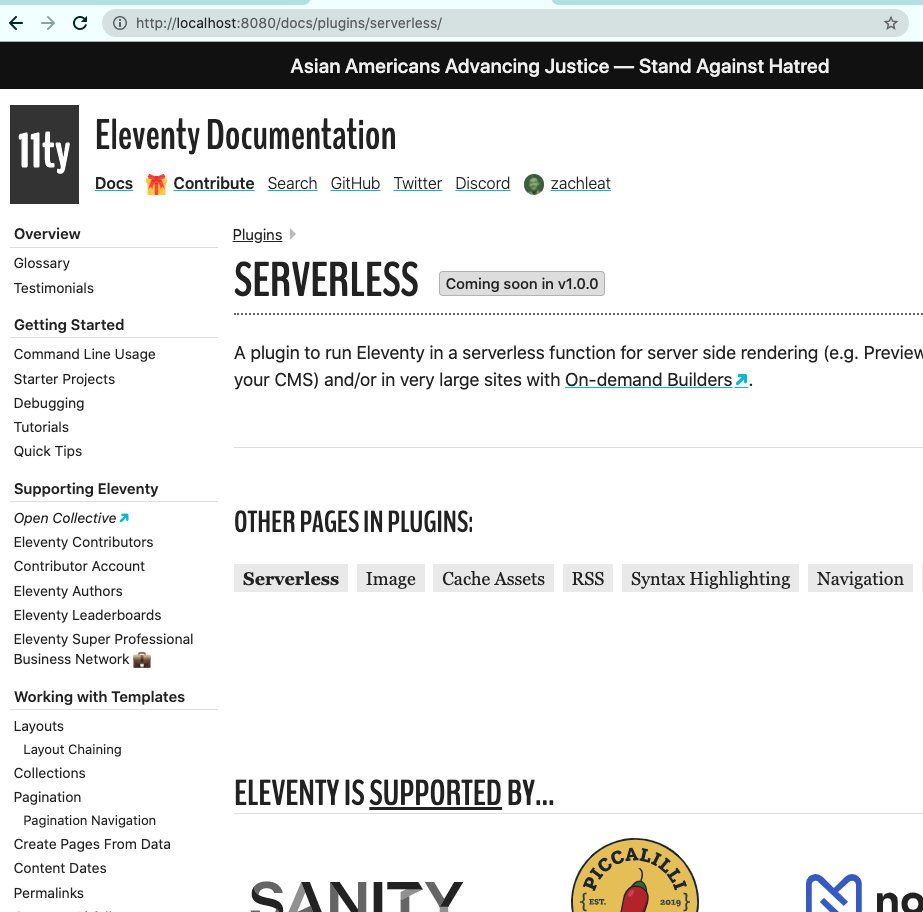 http://localhost:8080/docs/plugins/serverless/
Asian Americans Advancing Justice — Stand Against Hatred
11ty
Eleventy Documentation
Docs Contribute Search GitHub Twitter Discord zachleat
Overview
Glossary
Testimonials
Getting Started
Command Line Usage
Starter Projects
Debugging
Tutorials
Quick Tips
Supporting Eleventy
Open Collective
Eleventy Contributors
Contributor Account
Eleventy Authors
Eleventy Leaderboards
Eleventy Super Professional
Business Network
Working with Templates
Layouts
Layout Chaining
Collections
Pagination
Pagination Navigation
Create Pages From Data
Content Dates
Permalinks
Plugins
SERVERLESS Coming soon in v1.0.0
A plugin to run Eleventy in a serverless function for server side rendering (e.g. Preview
your CMS) and/or in very large sites with On-demand Builders.
OTHER PAGES IN PLUGINS:
Serverless Image Cache Assets RSS Syntax Highlighting Navigation
ELEVENTY IS SUPPORTED BY…
SANITY
PICCALILLI
EST. 2019